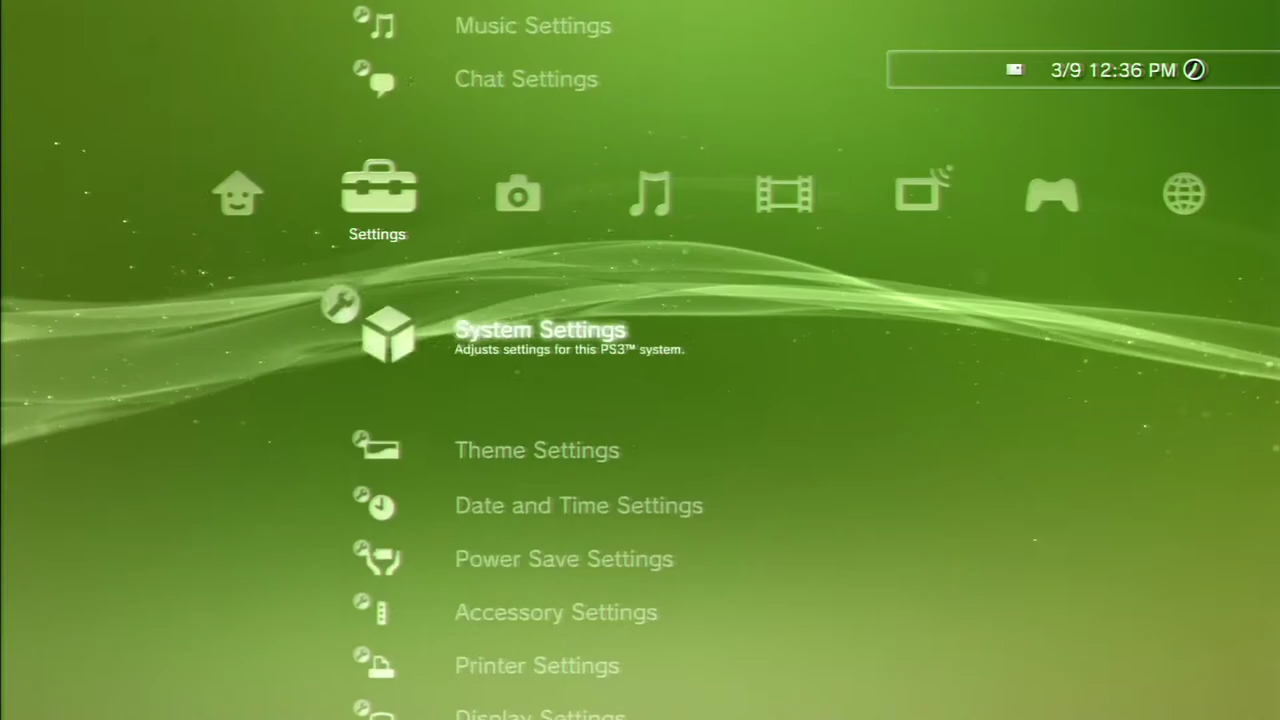 Music Settings
Chat Settings
3/9 12:36 PM
Settings
System Settings
Adjusts settings for this PS3™ system.
Theme Settings
Date and Time Settings
Power Save Settings
Accessory Settings
Printer Settings
Display Settings